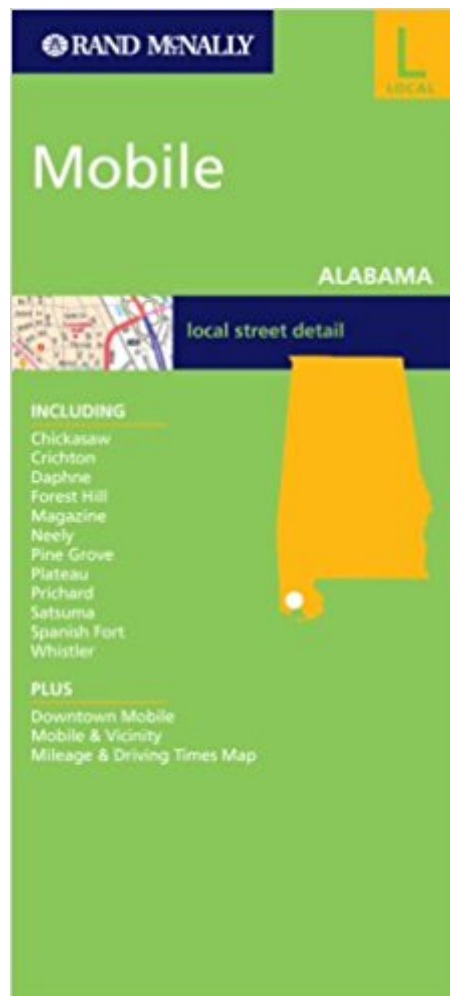 RAND McNALLY
L
LOCAL
Mobile
ALABAMA
local street detail
INCLUDING
Chickasaw
Crichton
Daphne
Forest Hill
Magazine
Neely
Pine Grove
Plateau
Prichard
Satsuma
Spanish Fort
Whistler
PLUS
Downtown Mobile
Mobile & Vicinity
Mileage & Driving Times Map